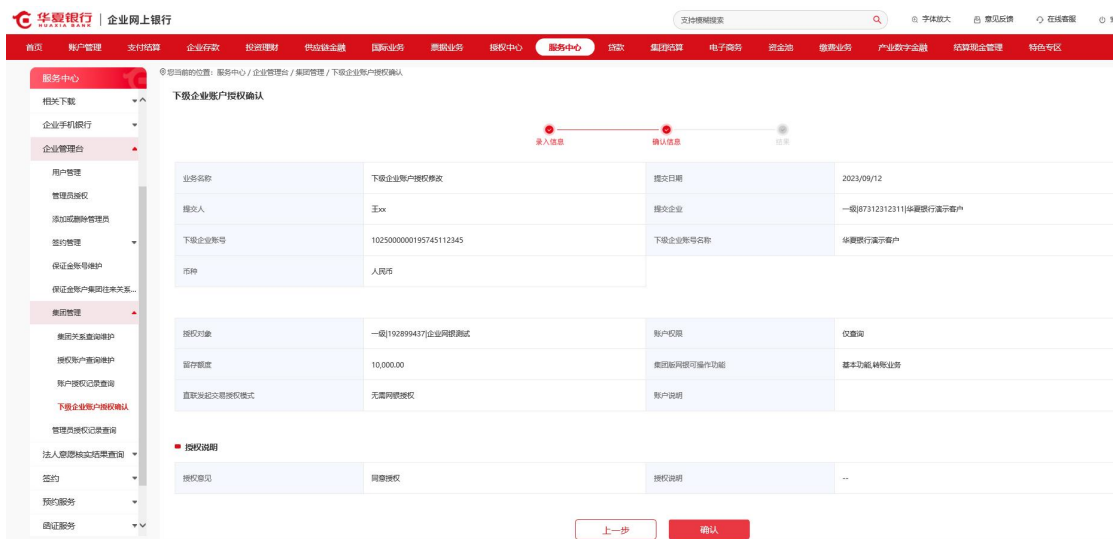 华夏银行 | 企业网上银行
HUAXIA BANK
支持模糊搜索
字体放大 意见反馈 在线客服
首页 账户管理 支付结算 企业存款 投资理财 供应链金融 国际业务 票据业务 授权中心 服务中心 贷款 集团结算 电子商务 资金池 缴费业务 产业数字金融 结算现金管理 特色专区
服务中心
相关下载
企业手机银行
企业管理台
用户管理
管理员授权
添加或删除管理员
签约管理
保证金账号维护
保证金账户集团往来关系...
集团管理
集团关系查询维护
授权账户查询维护
账户授权记录查询
下级企业账户授权确认
管理员授权记录查询
法人意愿核实结果查询
签约
预约服务
函证服务
您当前的位置：服务中心 / 企业管理台 / 集团管理 / 下级企业账户授权确认
下级企业账户授权确认
录入信息 确认信息 结束
业务名称 下级企业账户授权修改 提交日期 2023/09/12
提交人 王xx 提交企业 一级|87312312311|华夏银行演示客户
下级企业账号 1025000000195745112345 下级企业账号名称 华夏银行演示客户
币种 人民币
授权对象 一级|192899437|企业网银测试 账户权限 仅查询
留存额度 10,000.00 集团版网银可操作功能 基本功能,转账业务
直联发起交易授权模式 无需网银授权 账户说明
授权说明
授权意见 同意授权 授权说明 --
上一步 确认